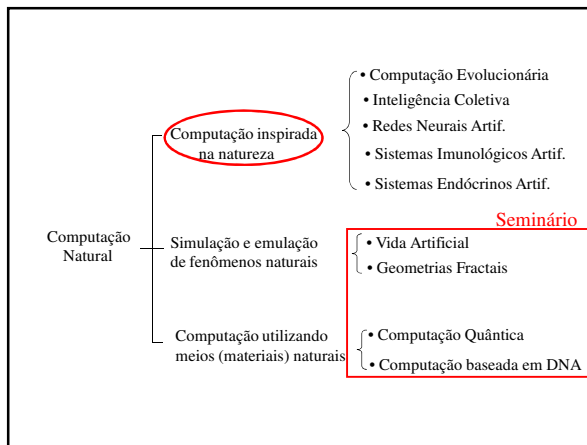 • Computação Evolucionária
• Inteligência Coletiva
Computação inspirada
na natureza
• Redes Neurais Artif.
• Sistemas Imunológicos Artif.
• Sistemas Endócrinos Artif.
Seminário
Computação
Natural
Simulação e emulação
de fenômenos naturais
• Vida Artificial
• Geometrias Fractais
Computação utilizando
meios (materiais) naturais
• Computação Quântica
• Computação baseada em DNA